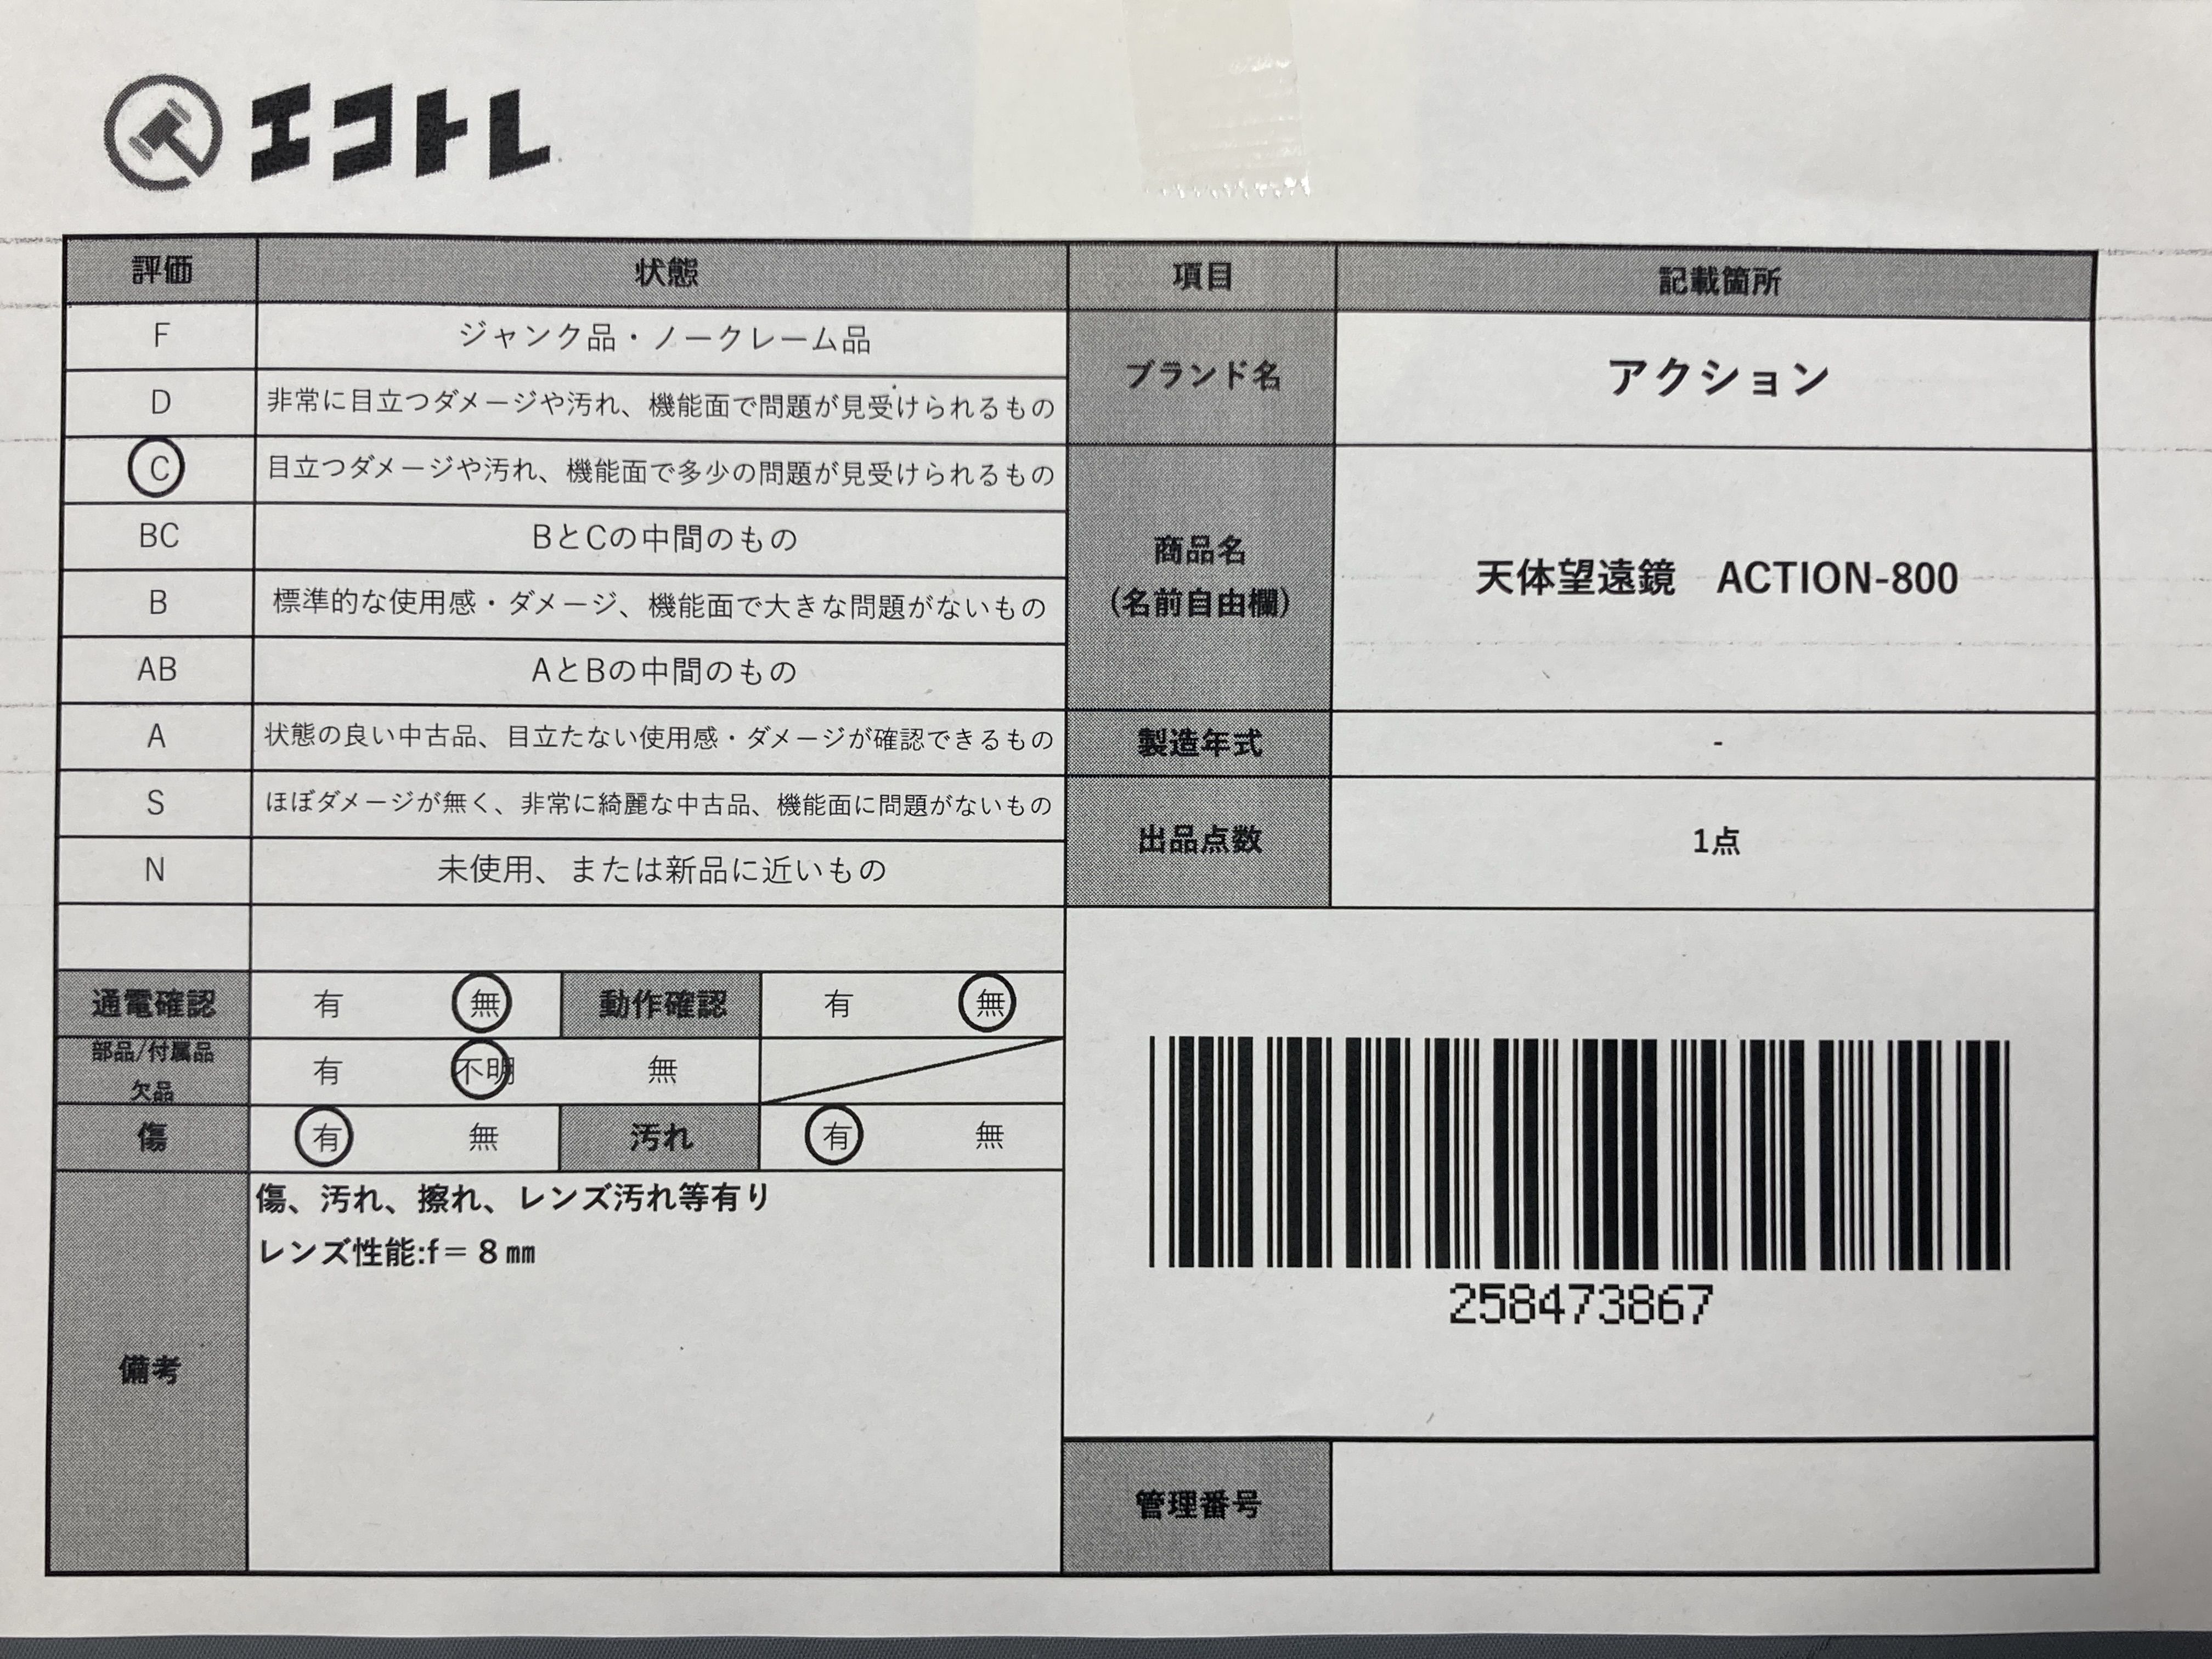 エコトレ
評価 状態 項目 記載箇所
F ジャンク品・ノークレーム品
D 非常に目立つダメージや汚れ、機能面で問題が見受けられるもの
ブランド名 アクション
C 目立つダメージや汚れ、機能面で多少の問題が見受けられるもの
BC BとCの中間のもの
B 標準的な使用感・ダメージ、機能面で大きな問題がないもの
AB AとBの中間のもの
商品名
(名前自由欄)
天体望遠鏡 ACTION-800
A 状態の良い中古品、目立たない使用感・ダメージが確認できるもの
製造年式 -
S ほぼダメージが無く、非常に綺麗な中古品、機能面に問題がないもの
N 未使用、または新品に近いもの
出品点数 1点
通電確認 有 無 動作確認 有 無
部品/付属品
欠品
有 不明 無
傷 有 無 汚れ 有 無
備考
傷、汚れ、擦れ、レンズ汚れ等有り
レンズ性能:f=８㎜
258473867
管理番号